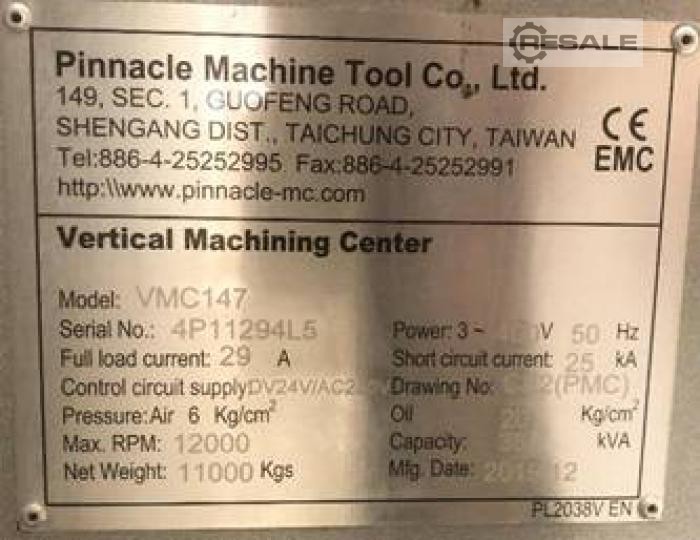 RESALE
Pinnacle Machine Tool Co., Ltd.
149, SEC. 1, GUOFENG ROAD,
SHENGANG DIST., TAICHUNG CITY, TAIWAN
CE
Tel:886-4-25252995 Fax:886-4-25252991
EMC
http:\\www.pinnacle-mc.com
Vertical Machining Center
Model: VMC147
Serial No.: 4P11294L5 Power: 3 ~ V 50 Hz
Full load current: 29 A Short circuit current: 25 kA
Control circuit supply Drawing No: (PMC)
Pressure:Air 6 Kg/cm² Oil Kg/cm²
Max. RPM: 12000 Capacity: kVA
Net Weight: 11000 Kgs Mfg. Date: 12
PL2038V EN